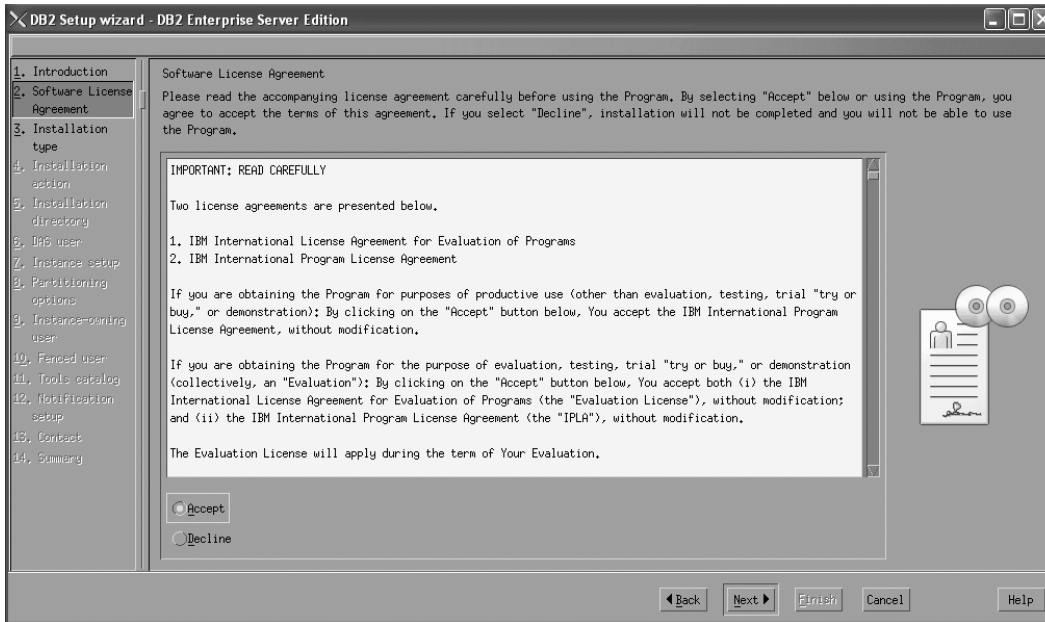 DB2 Setup wizard - DB2 Enterprise Server Edition
1. Introduction
2. Software License
Agreement
3. Installation
type
4. Installation
action
5. Installation
directory
6. DAS user
7. Instance setup
8. Partitioning
options
9. Instance-owning
user
10. Fenced user
11. Tools catalog
12. Notification
setup
13. Contact
14. Summary
Software License Agreement
Please read the accompanying license agreement carefully before using the Program. By selecting "Accept" below or using the Program, you
agree to accept the terms of this agreement. If you select "Decline", installation will not be completed and you will not be able to use
the Program.
IMPORTANT: READ CAREFULLY
Two license agreements are presented below.
1. IBM International License Agreement for Evaluation of Programs
2. IBM International Program License Agreement
If you are obtaining the Program for purposes of productive use (other than evaluation, testing, trial "try or
buy," or demonstration): By clicking on the "Accept" button below, You accept the IBM International Program
License Agreement, without modification.
If you are obtaining the Program for the purpose of evaluation, testing, trial "try or buy," or demonstration
(collectively, an "Evaluation"): By clicking on the "Accept" button below, You accept both (i) the IBM
International License Agreement for Evaluation of Programs (the "Evaluation License"), without modification;
and (ii) the IBM International Program License Agreement (the "IPLA"), without modification.
The Evaluation License will apply during the term of Your Evaluation.
Accept
Decline
Back Next Finish Cancel Help